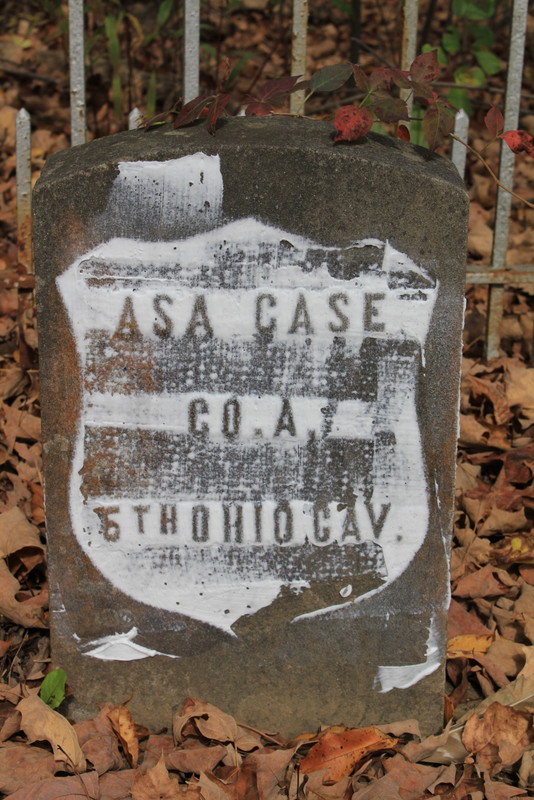 ASA CASE
CO. A.
5TH OHIO CAV.